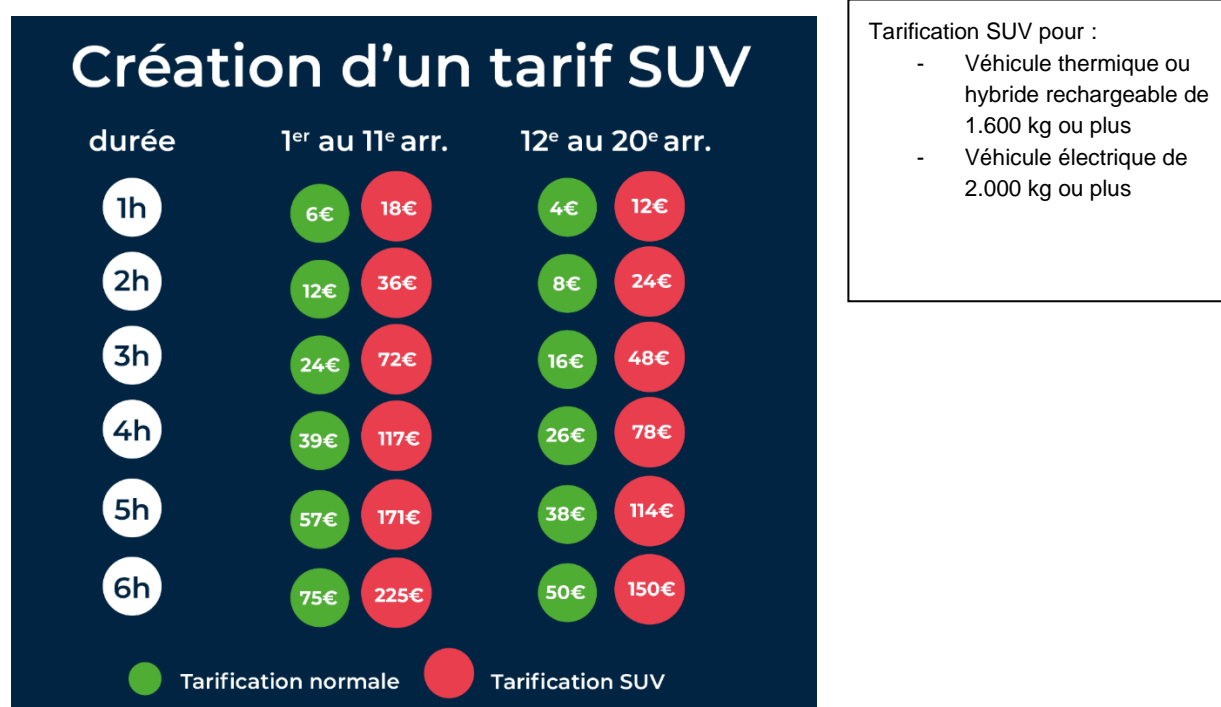 Création d'un tarif SUV
durée 1er au 11e arr. 12e au 20e arr.
1h 6€ 18€ 4€ 12€
2h 12€ 36€ 8€ 24€
3h 24€ 72€ 16€ 48€
4h 39€ 117€ 26€ 78€
5h 57€ 171€ 38€ 114€
6h 75€ 225€ 50€ 150€
Tarification normale Tarification SUV
Tarification SUV pour :
- Véhicule thermique ou
hybride rechargeable de
1.600 kg ou plus
- Véhicule électrique de
2.000 kg ou plus